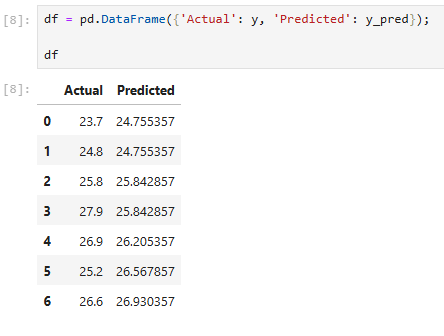 [8]: df = pd.DataFrame({'Actual': y, 'Predicted': y_pred});
df
[8]:
Actual Predicted
0 23.7 24.755357
1 24.8 24.755357
2 25.8 25.842857
3 27.9 25.842857
4 26.9 26.205357
5 25.2 26.567857
6 26.6 26.930357